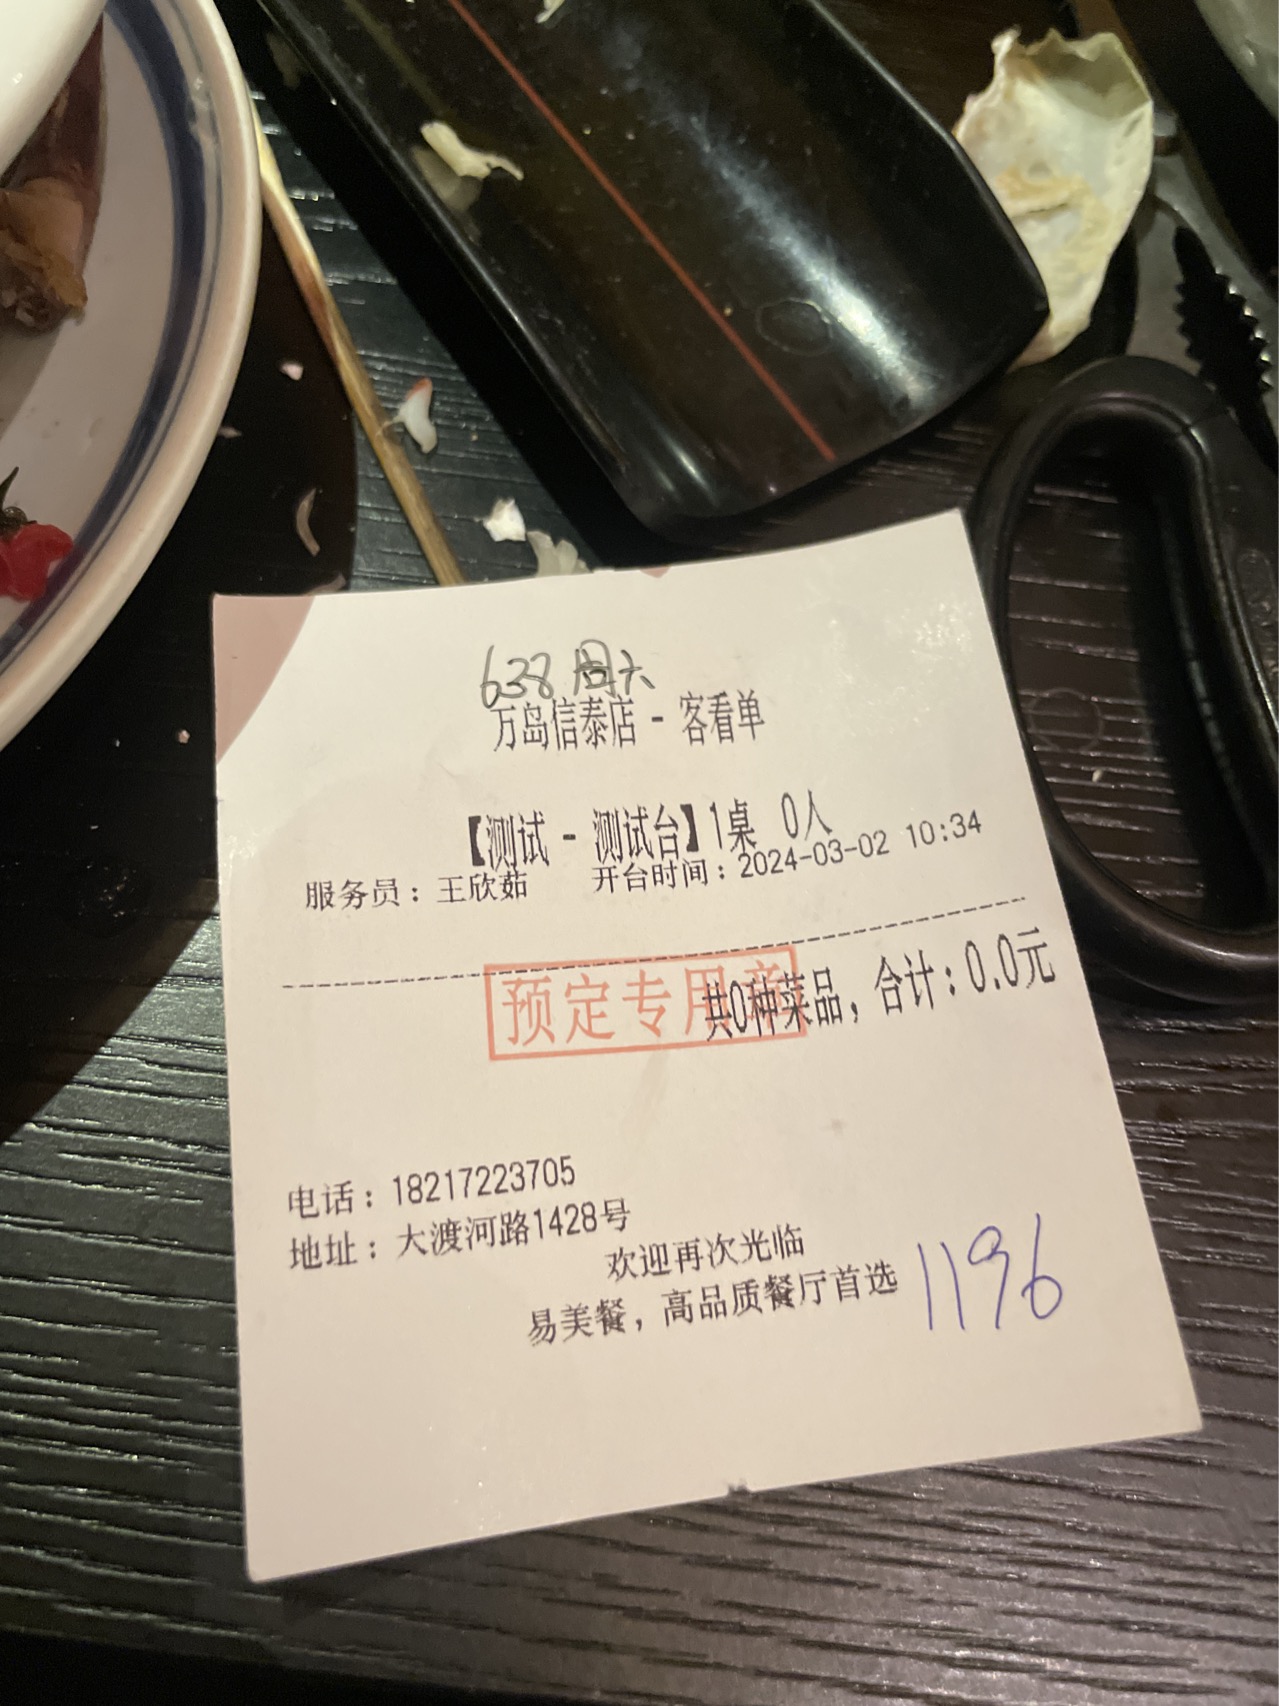 638 周六
万岛信泰店 - 客看单
【测试 - 测试台】1桌 0人
服务员：王欣茹 开台时间：2024-03-02 10:34
预定专用章
共0种菜品，合计：0.0元
电话：18217223705
地址：大渡河路1428号
欢迎再次光临
易美餐，高品质餐厅首选
1196